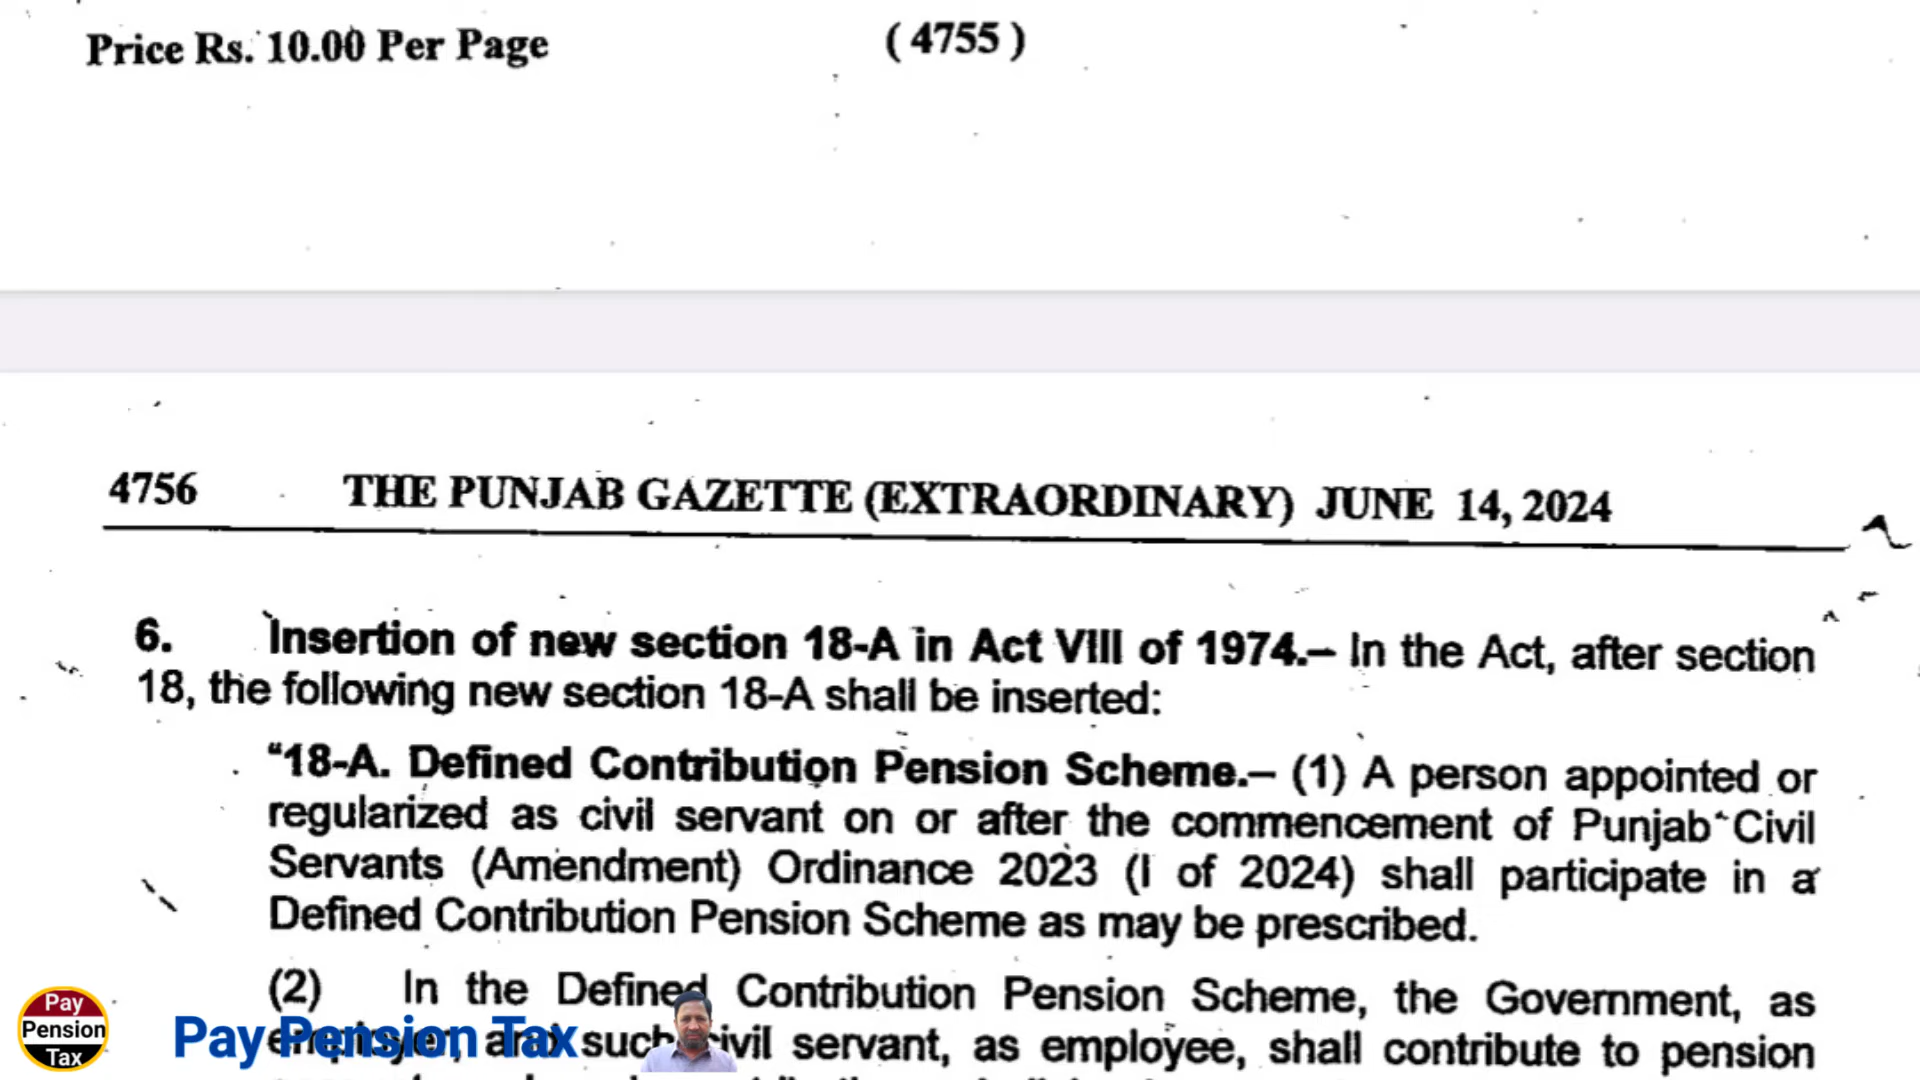 Price Rs. 10.00 Per Page (4755)
4756 THE PUNJAB GAZETTE (EXTRAORDINARY) JUNE 14, 2024
6. Insertion of new section 18-A in Act VIII of 1974.– In the Act, after section
18, the following new section 18-A shall be inserted:
“18-A. Defined Contribution Pension Scheme.– (1) A person appointed or
regularized as civil servant on or after the commencement of Punjab Civil
Servants (Amendment) Ordinance 2023 (I of 2024) shall participate in a
Defined Contribution Pension Scheme as may be prescribed.
(2) In the Defined Contribution Pension Scheme, the Government, as
such civil servant, as employee, shall contribute to pension
Pay
Pension
Tax
Pay Pension Tax